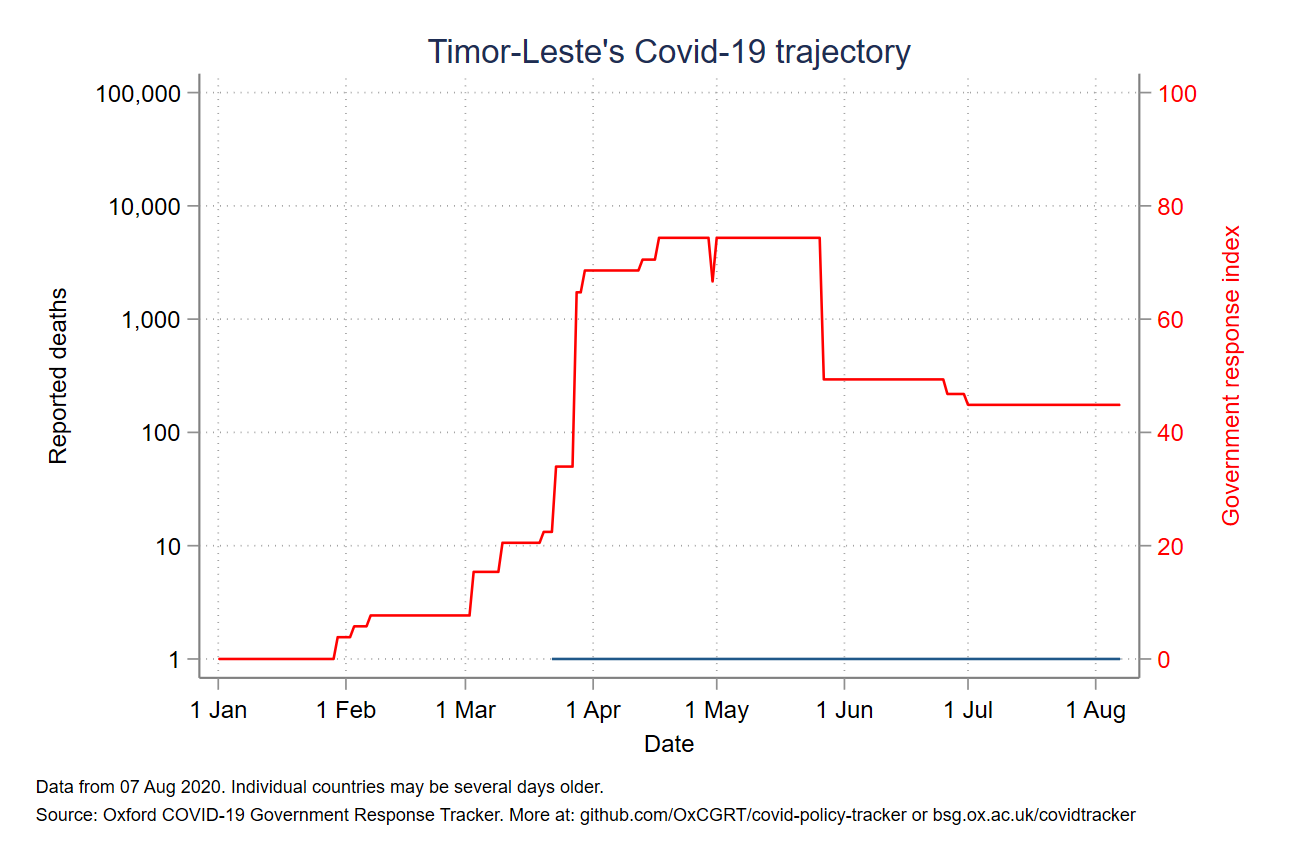 Timor-Leste's Covid-19 trajectory
Reported deaths
100,000
10,000
1,000
100
10
1
100
80
60
40
20
0
Government response index
1 Jan 1 Feb 1 Mar 1 Apr 1 May 1 Jun 1 Jul 1 Aug
Date
Data from 07 Aug 2020. Individual countries may be several days older.
Source: Oxford COVID-19 Government Response Tracker. More at: github.com/OxCGRT/covid-policy-tracker or bsg.ox.ac.uk/covidtracker